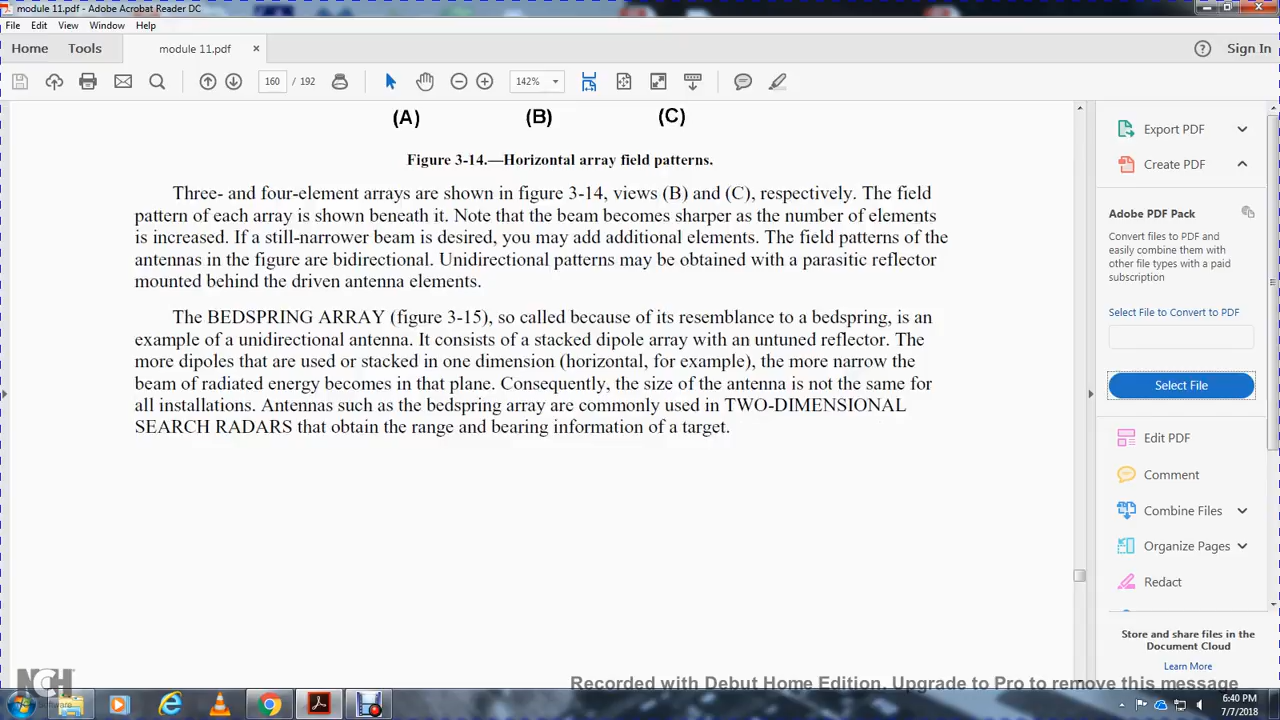 module 11.pdf - Adobe Acrobat Reader DC
File Edit View Window Help
Home Tools module 11.pdf × Sign In
160 / 192 142%
(A) (B) (C)
Figure 3-14.—Horizontal array field patterns.
Three- and four-element arrays are shown in figure 3-14, views (B) and (C), respectively. The field
pattern of each array is shown beneath it. Note that the beam becomes sharper as the number of elements
is increased. If a still-narrower beam is desired, you may add additional elements. The field patterns of the
antennas in the figure are bidirectional. Unidirectional patterns may be obtained with a parasitic reflector
mounted behind the driven antenna elements.
The BEDSPRING ARRAY (figure 3-15), so called because of its resemblance to a bedspring, is an
example of a unidirectional antenna. It consists of a stacked dipole array with an untuned reflector. The
more dipoles that are used or stacked in one dimension (horizontal, for example), the more narrow the
beam of radiated energy becomes in that plane. Consequently, the size of the antenna is not the same for
all installations. Antennas such as the bedspring array are commonly used in TWO-DIMENSIONAL
SEARCH RADARS that obtain the range and bearing information of a target.
Export PDF
Create PDF
Adobe PDF Pack
Convert files to PDF and
easily combine them with
other file types with a paid
subscription
Select File to Convert to PDF
Select File
Edit PDF
Comment
Combine Files
Organize Pages
Redact
Store and share files in the
Document Cloud
Learn More
NCH
Software
Recorded with Debut Home Edition. Upgrade to Pro to remove this message
6:40 PM
7/7/2018